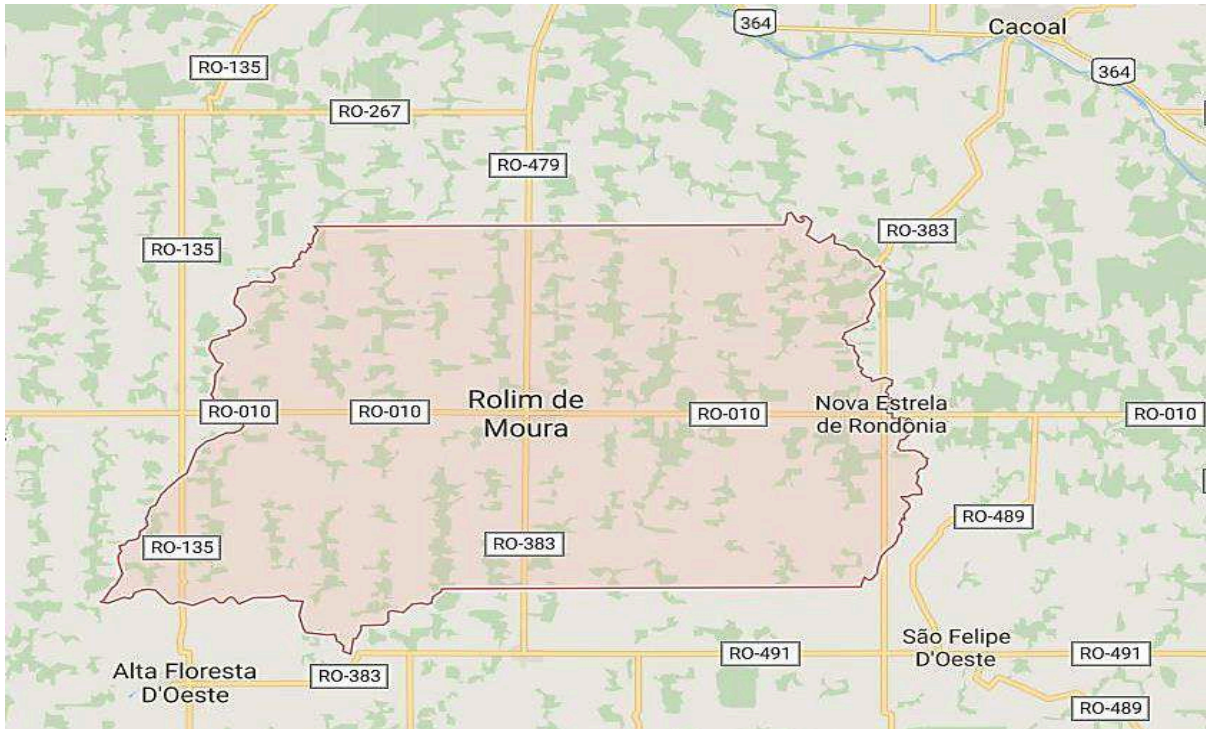 364
Cacoal
RO-135
364
RO-267
RO-479
RO-383
RO-135
Rolim de
Moura
RO-010
RO-010
RO-010
Nova Estrela
de Rondônia
RO-010
RO-489
RO-135
RO-383
São Felipe
D'Oeste
RO-491
RO-491
Alta Floresta
D'Oeste
RO-383
RO-489